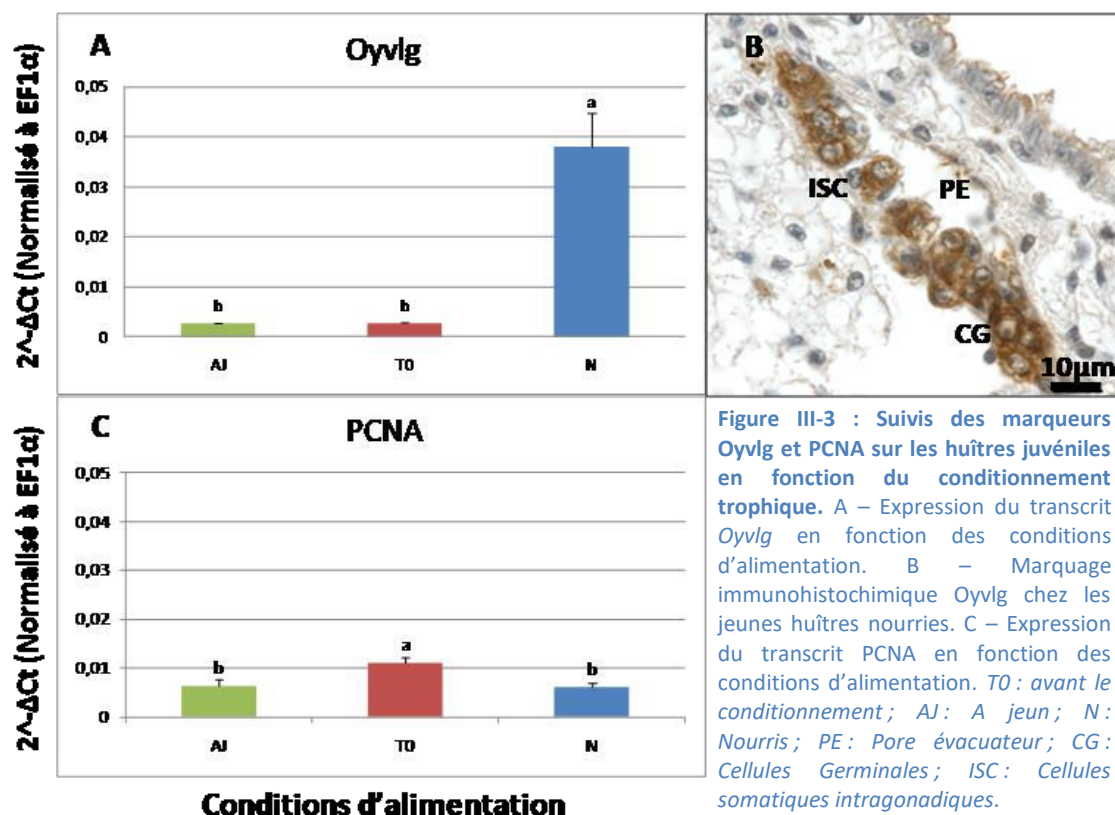 A
Oyvlg
2^-ΔCt (Normalisé à EF1α)
0,05
0,04
0,03
0,02
0,01
0
b
b
a
AJ
T0
N
B
ISC
PE
CG
10µm
C
PCNA
2^-ΔCt (Normalisé à EF1α)
0,05
0,04
0,03
0,02
0,01
0
b
a
b
AJ
T0
N
Conditions d'alimentation
Figure III-3 : Suivis des marqueurs
Oyvlg et PCNA sur les huîtres juvéniles
en fonction du conditionnement
trophique. A – Expression du transcrit
Oyvlg en fonction des conditions
d'alimentation. B – Marquage
immunohistochimique Oyvlg chez les
jeunes huîtres nourries. C – Expression
du transcrit PCNA en fonction des
conditions d'alimentation. T0 : avant le
conditionnement ; AJ : A jeun ; N :
Nourris ; PE : Pore évacuateur ; CG :
Cellules Germinales ; ISC : Cellules
somatiques intragonadiques.